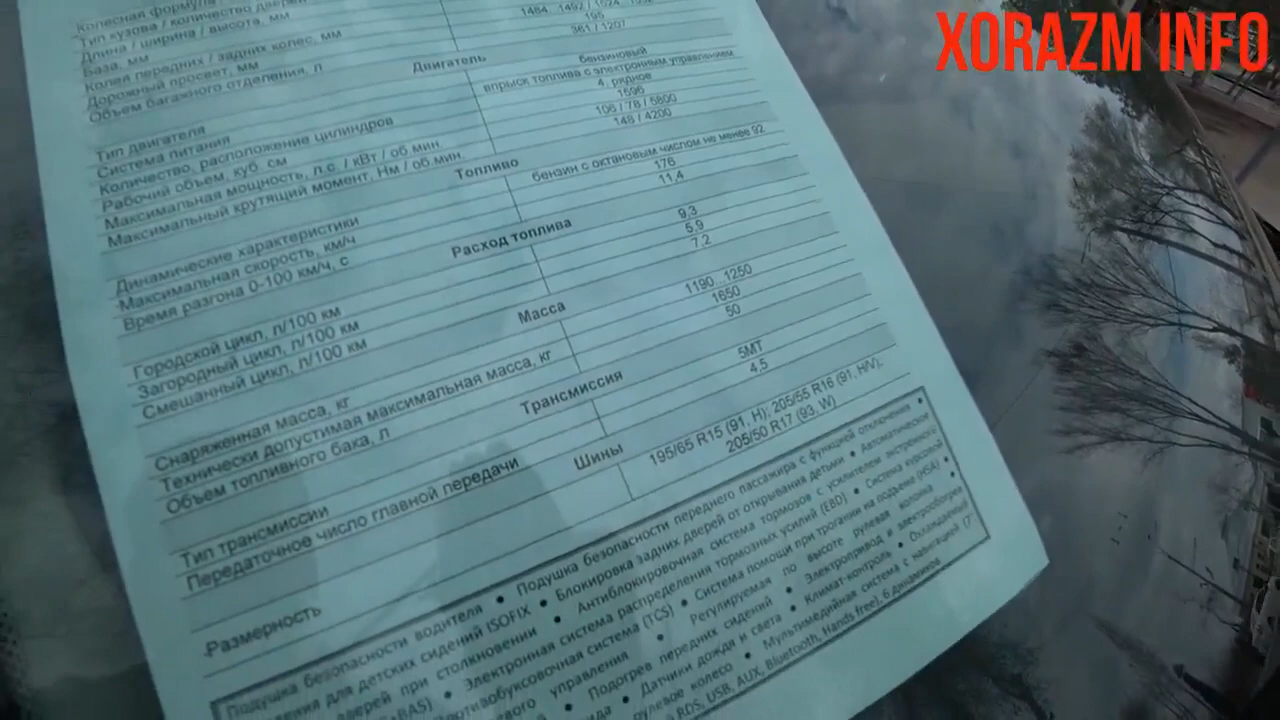 XORAZM INFO
Колесная формула /
Тип кузова / количество дверей
Длина / ширина / высота, мм
База, мм
Колея передних / задних колес, мм
Дорожный просвет, мм
195
Объем багажного отделения, л
361 / 1207
Двигатель
Тип двигателя
бензиновый
Система питания
впрыск топлива с электронным управлением
Количество, расположение цилиндров
4, рядное
Рабочий объем, куб. см
1596
Максимальная мощность, л.с. / кВт / об. мин.
106 / 78 / 5800
Максимальный крутящий момент, Нм / об. мин.
148 / 4200
Топливо
бензин с октановым числом не менее 92
Динамические характеристики
Максимальная скорость, км/ч
176
Время разгона 0-100 км/ч, с
11,4
Расход топлива
Городской цикл, л/100 км
9,3
Загородный цикл, л/100 км
5,9
Смешанный цикл, л/100 км
7,2
Масса
Снаряженная масса, кг
1190...1250
Технически допустимая максимальная масса, кг
1650
Объем топливного бака, л
50
Трансмиссия
Тип трансмиссии
5МТ
Передаточное число главной передачи
4,5
Шины
Размерность
195/65 R15 (91, H); 205/55 R16 (91, H/V);
205/50 R17 (93, W)
Подушка безопасности водителя • Подушка безопасности переднего пассажира с функцией отключения •
для детских сидений ISOFIX • Блокировка задних дверей от открывания детьми • Автоматическое
дверей при столкновении • Антиблокировочная система тормозов с усилителем экстренного
BAS) • Электронная система распределения тормозных усилий (EBD) • Система курсовой
Противобуксовочная система (TCS) • Система помощи при трогании на подъеме (HSA) •
управления • Регулируемая по высоте рулевая колонка •
• Подогрев передних сидений • Электропривод и электрообогрев
• Датчики дождя и света • Климат-контроль • Охлаждаемый
рулевое колесо • Мультимедийная система с навигацией (7"
RDS, USB, AUX, Bluetooth, Hands free), 6 динамиков